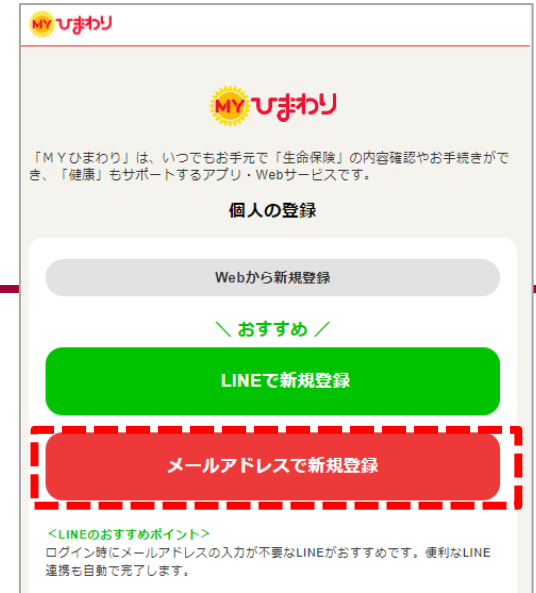 MYひまわり
MYひまわり
「ＭＹひまわり」は、いつでもお手元で「生命保険」の内容確認やお手続きがで
き、「健康」もサポートするアプリ・Webサービスです。
個人の登録
Webから新規登録
＼ おすすめ ／
LINEで新規登録
メールアドレスで新規登録
<LINEのおすすめポイント>
ログイン時にメールアドレスの入力が不要なLINEがおすすめです。便利なLINE
連携も自動で完了します。